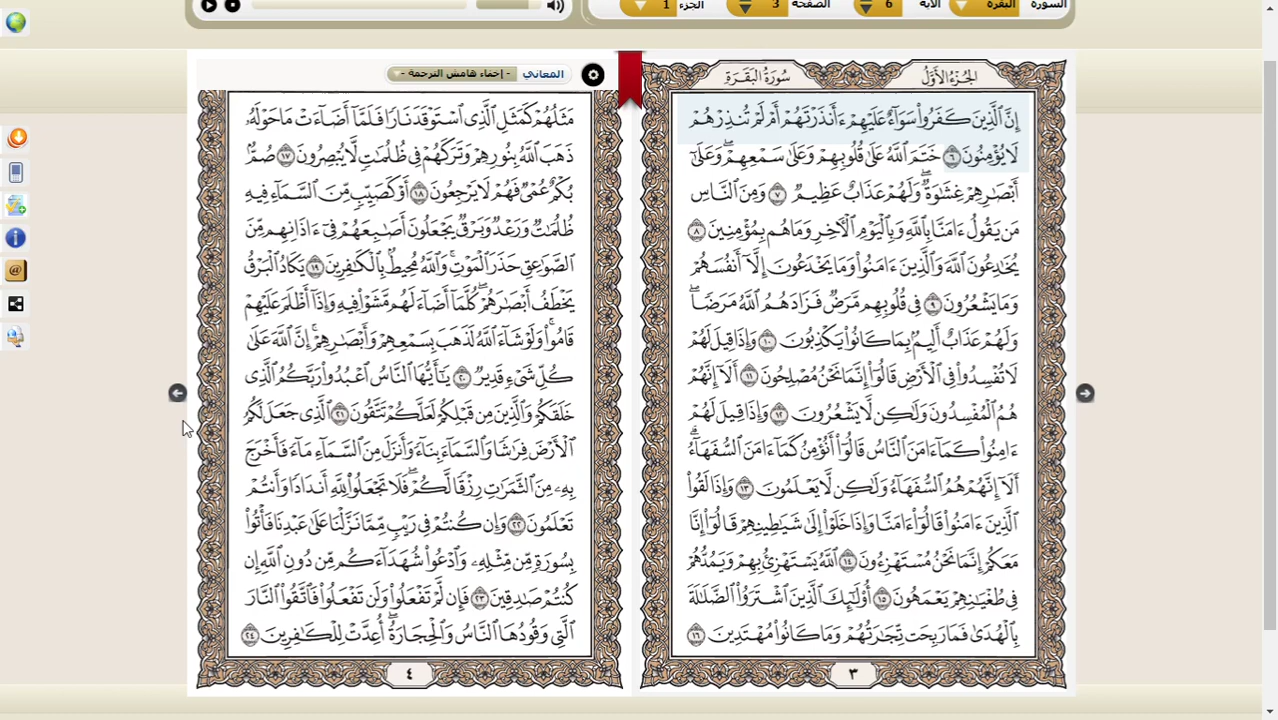 السورة البقرة الآية 6 الصفحة 3 الجزء 1
الجُزْءُ الأَوَّلُ
سُورَةُ البَقَرَةِ
إِنَّ ٱلَّذِينَ كَفَرُوا۟ سَوَآءٌ عَلَيْهِمْ ءَأَنذَرْتَهُمْ أَمْ لَمْ تُنذِرْهُمْ
لَا يُؤْمِنُونَ ٦ خَتَمَ ٱللَّهُ عَلَىٰ قُلُوبِهِمْ وَعَلَىٰ سَمْعِهِمْ ۖ وَعَلَىٰٓ
أَبْصَـٰرِهِمْ غِشَـٰوَةٌ ۖ وَلَهُمْ عَذَابٌ عَظِيمٌ ٧ وَمِنَ ٱلنَّاسِ
مَن يَقُولُ ءَامَنَّا بِٱللَّهِ وَبِٱلْيَوْمِ ٱلْـَٔاخِرِ وَمَا هُم بِمُؤْمِنِينَ ٨
يُخَـٰدِعُونَ ٱللَّهَ وَٱلَّذِينَ ءَامَنُوا۟ وَمَا يَخْدَعُونَ إِلَّآ أَنفُسَهُمْ
وَمَا يَشْعُرُونَ ٩ فِى قُلُوبِهِم مَّرَضٌ فَزَادَهُمُ ٱللَّهُ مَرَضًا ۖ
وَلَهُمْ عَذَابٌ أَلِيمٌۢ بِمَا كَانُوا۟ يَكْذِبُونَ ١٠ وَإِذَا قِيلَ لَهُمْ
لَا تُفْسِدُوا۟ فِى ٱلْأَرْضِ قَالُوٓا۟ إِنَّمَا نَحْنُ مُصْلِحُونَ ١١ أَلَآ إِنَّهُمْ
هُمُ ٱلْمُفْسِدُونَ وَلَـٰكِن لَّا يَشْعُرُونَ ١٢ وَإِذَا قِيلَ لَهُمْ
ءَامِنُوا۟ كَمَآ ءَامَنَ ٱلنَّاسُ قَالُوٓا۟ أَنُؤْمِنُ كَمَآ ءَامَنَ ٱلسُّفَهَآءُ ۗ
أَلَآ إِنَّهُمْ هُمُ ٱلسُّفَهَآءُ وَلَـٰكِن لَّا يَعْلَمُونَ ١٣ وَإِذَا لَقُوا۟
ٱلَّذِينَ ءَامَنُوا۟ قَالُوٓا۟ ءَامَنَّا وَإِذَا خَلَوْا۟ إِلَىٰ شَيَـٰطِينِهِمْ قَالُوٓا۟ إِنَّا
مَعَكُمْ إِنَّمَا نَحْنُ مُسْتَهْزِءُونَ ١٤ ٱللَّهُ يَسْتَهْزِئُ بِهِمْ وَيَمُدُّهُمْ
فِى طُغْيَـٰنِهِمْ يَعْمَهُونَ ١٥ أُو۟لَـٰٓئِكَ ٱلَّذِينَ ٱشْتَرَوُا۟ ٱلضَّلَـٰلَةَ
بِٱلْهُدَىٰ فَمَا رَبِحَت تِّجَـٰرَتُهُمْ وَمَا كَانُوا۟ مُهْتَدِينَ ١٦
٣
المعاني - إخفاء هامش الترجمة -
مَثَلُهُمْ كَمَثَلِ ٱلَّذِى ٱسْتَوْقَدَ نَارًا فَلَمَّآ أَضَآءَتْ مَا حَوْلَهُۥ
ذَهَبَ ٱللَّهُ بِنُورِهِمْ وَتَرَكَهُمْ فِى ظُلُمَـٰتٍ لَّا يُبْصِرُونَ ١٧ صُمٌّۢ
بُكْمٌ عُمْىٌ فَهُمْ لَا يَرْجِعُونَ ١٨ أَوْ كَصَيِّبٍ مِّنَ ٱلسَّمَآءِ فِيهِ
ظُلُمَـٰتٌ وَرَعْدٌ وَبَرْقٌ يَجْعَلُونَ أَصَـٰبِعَهُمْ فِىٓ ءَاذَانِهِم مِّنَ
ٱلصَّوَٰعِقِ حَذَرَ ٱلْمَوْتِ ۚ وَٱللَّهُ مُحِيطٌۢ بِٱلْكَـٰفِرِينَ ١٩ يَكَادُ ٱلْبَرْقُ
يَخْطَفُ أَبْصَـٰرَهُمْ ۖ كُلَّمَآ أَضَآءَ لَهُم مَّشَوْا۟ فِيهِ وَإِذَآ أَظْلَمَ عَلَيْهِمْ
قَامُوا۟ ۚ وَلَوْ شَآءَ ٱللَّهُ لَذَهَبَ بِسَمْعِهِمْ وَأَبْصَـٰرِهِمْ ۚ إِنَّ ٱللَّهَ عَلَىٰ
كُلِّ شَىْءٍ قَدِيرٌ ٢٠ يَـٰٓأَيُّهَا ٱلنَّاسُ ٱعْبُدُوا۟ رَبَّكُمُ ٱلَّذِى
خَلَقَكُمْ وَٱلَّذِينَ مِن قَبْلِكُمْ لَعَلَّكُمْ تَتَّقُونَ ٢١ ٱلَّذِى جَعَلَ لَكُمُ
ٱلْأَرْضَ فِرَٰشًا وَٱلسَّمَآءَ بِنَآءً وَأَنزَلَ مِنَ ٱلسَّمَآءِ مَآءً فَأَخْرَجَ
بِهِۦ مِنَ ٱلثَّمَرَٰتِ رِزْقًا لَّكُمْ ۖ فَلَا تَجْعَلُوا۟ لِلَّهِ أَندَادًا وَأَنتُمْ
تَعْلَمُونَ ٢٢ وَإِن كُنتُمْ فِى رَيْبٍ مِّمَّا نَزَّلْنَا عَلَىٰ عَبْدِنَا فَأْتُوا۟
بِسُورَةٍ مِّن مِّثْلِهِۦ وَٱدْعُوا۟ شُهَدَآءَكُم مِّن دُونِ ٱللَّهِ إِن
كُنتُمْ صَـٰدِقِينَ ٢٣ فَإِن لَّمْ تَفْعَلُوا۟ وَلَن تَفْعَلُوا۟ فَٱتَّقُوا۟ ٱلنَّارَ
ٱلَّتِى وَقُودُهَا ٱلنَّاسُ وَٱلْحِجَارَةُ ۖ أُعِدَّتْ لِلْكَـٰفِرِينَ ٢٤
٤